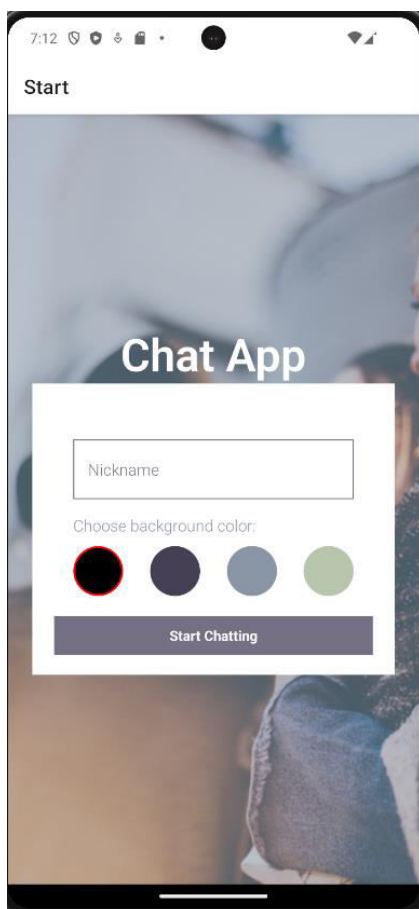 7:12
Start
Chat App
Nickname
Choose background color:
Start Chatting